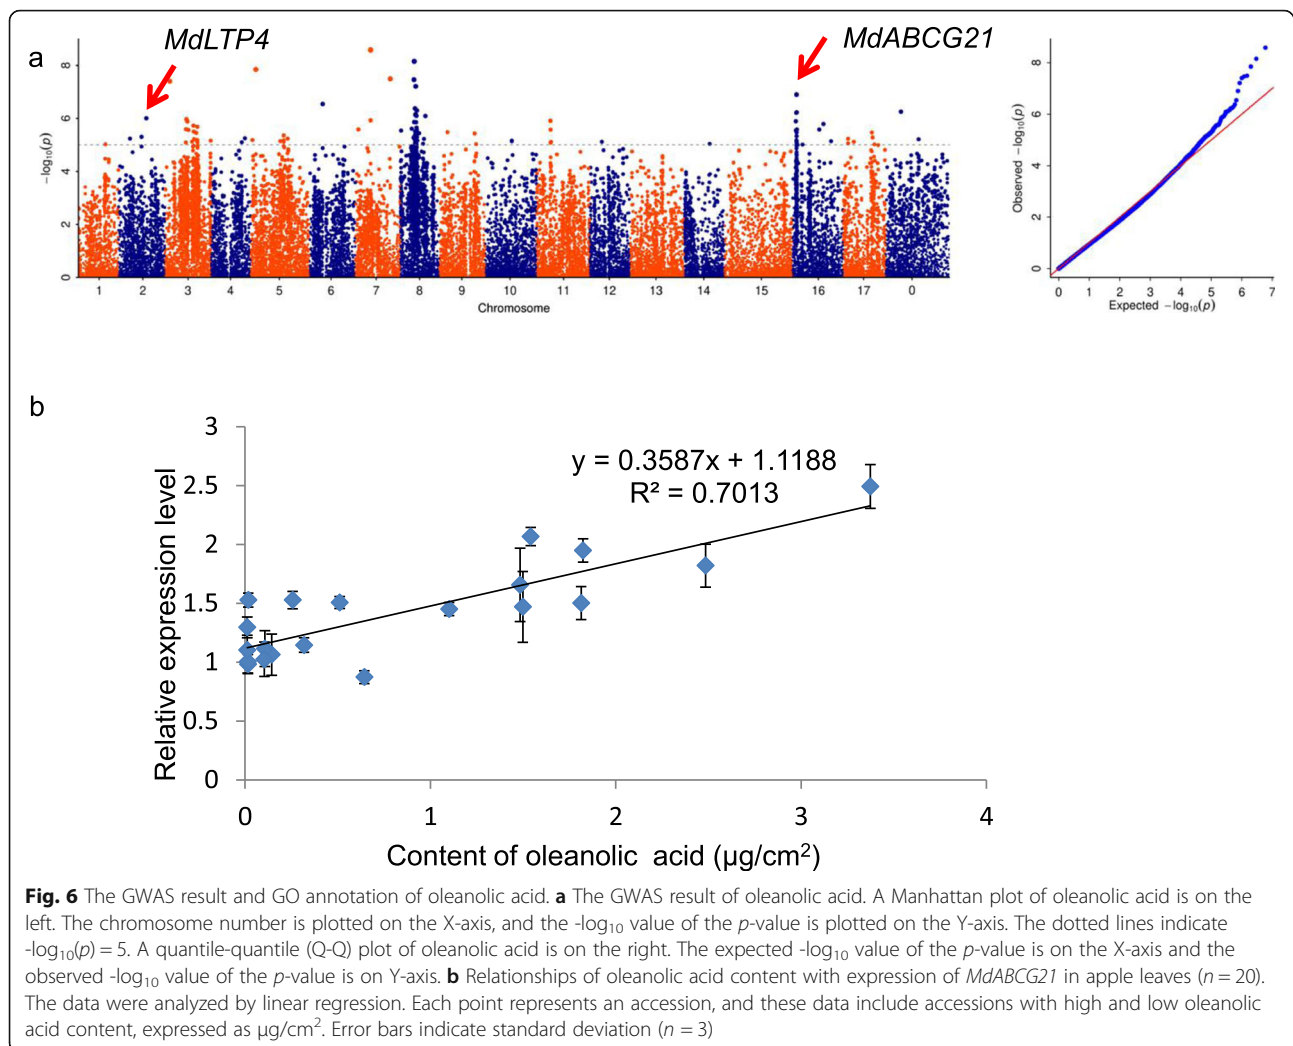 a
MdLTP4
MdABCG21
8
6
4
2
0
-log10(p)
1 2 3 4 5 6 7 8 9 10 11 12 13 14 15 16 17 0
Chromosome
8
6
4
2
0
Observed -log10(p)
0 1 2 3 4 5 6 7
Expected -log10(p)
b
3
2.5
2
1.5
1
0.5
0
Relative expression level
y = 0.3587x + 1.1188
R² = 0.7013
0 1 2 3 4
Content of oleanolic acid (µg/cm²)
Fig. 6 The GWAS result and GO annotation of oleanolic acid. a The GWAS result of oleanolic acid. A Manhattan plot of oleanolic acid is on the
left. The chromosome number is plotted on the X-axis, and the -log10 value of the p-value is plotted on the Y-axis. The dotted lines indicate
-log10(p) = 5. A quantile-quantile (Q-Q) plot of oleanolic acid is on the right. The expected -log10 value of the p-value is on the X-axis and the
observed -log10 value of the p-value is on Y-axis. b Relationships of oleanolic acid content with expression of MdABCG21 in apple leaves (n = 20).
The data were analyzed by linear regression. Each point represents an accession, and these data include accessions with high and low oleanolic
acid content, expressed as µg/cm². Error bars indicate standard deviation (n = 3)